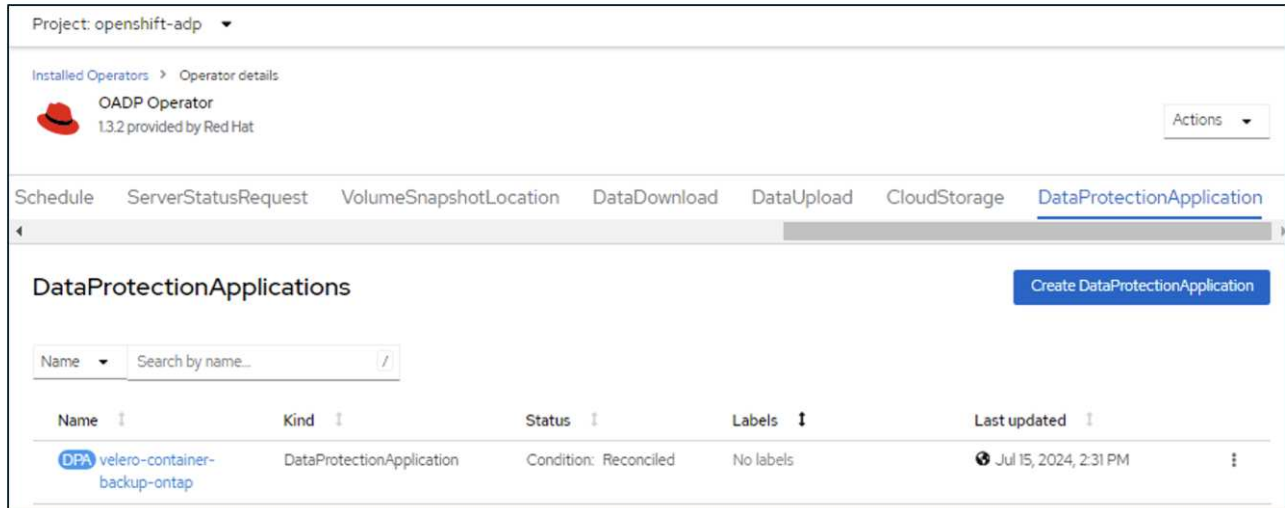 Project: openshift-adp
Installed Operators > Operator details
OADP Operator
1.3.2 provided by Red Hat
Actions
Schedule ServerStatusRequest VolumeSnapshotLocation DataDownload DataUpload CloudStorage DataProtectionApplication
DataProtectionApplications
Create DataProtectionApplication
Name Search by name... /
Name Kind Status Labels Last updated
DPA velero-container- DataProtectionApplication Condition: Reconciled No labels Jul 15, 2024, 2:31 PM
backup-ontap